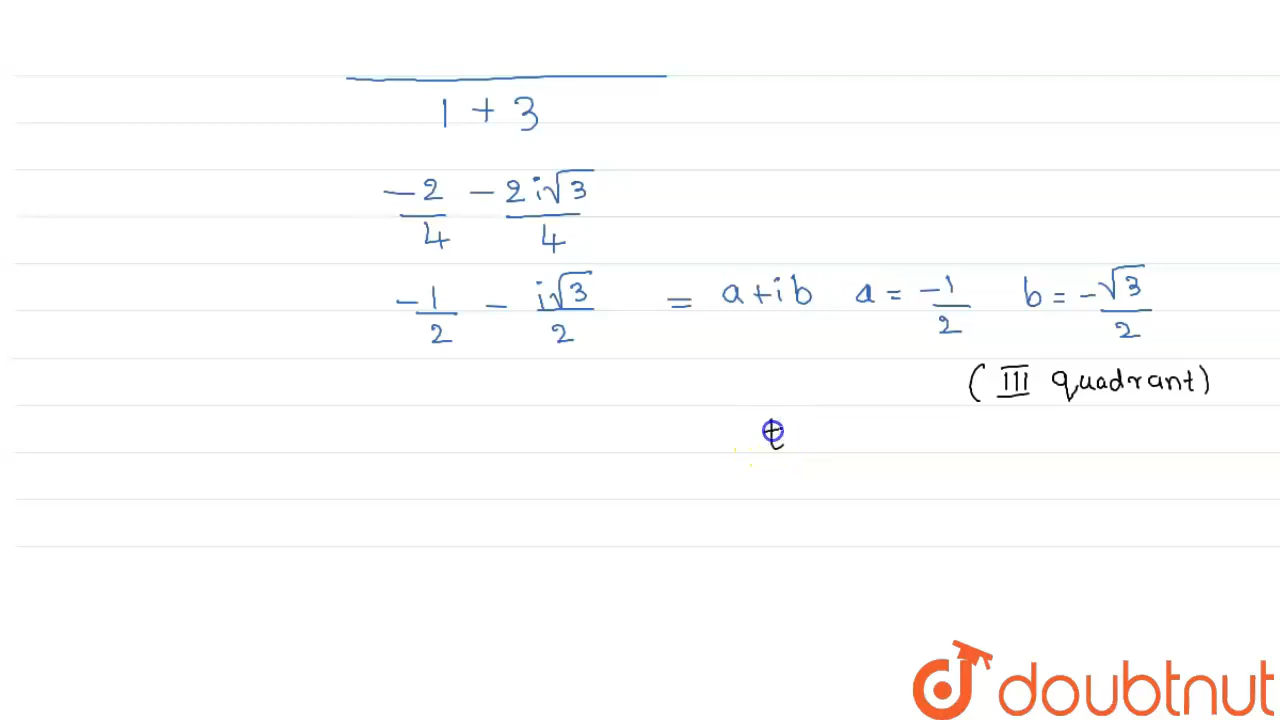 1 + 3
-2/4 - 2i√3/4
-1/2 - i√3/2 = a+ib a = -1/2 b = -√3/2
(III quadrant)
t
doubtnut